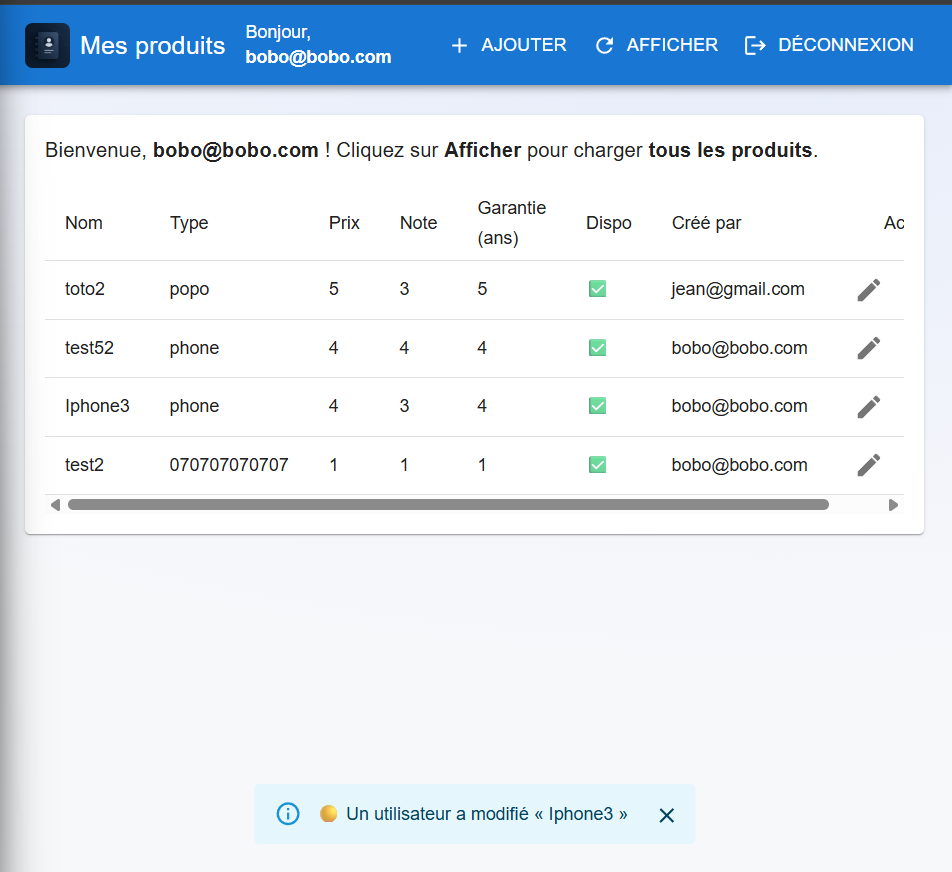 Mes produits
Bonjour,
bobo@bobo.com
AJOUTER
AFFICHER
DÉCONNEXION
Bienvenue, bobo@bobo.com ! Cliquez sur Afficher pour charger tous les produits.
Nom Type Prix Note Garantie (ans) Dispo Créé par Ac
toto2 popo 5 3 5 ✅ jean@gmail.com
test52 phone 4 4 4 ✅ bobo@bobo.com
Iphone3 phone 4 3 4 ✅ bobo@bobo.com
test2 070707070707 1 1 1 ✅ bobo@bobo.com
Un utilisateur a modifié « Iphone3 »